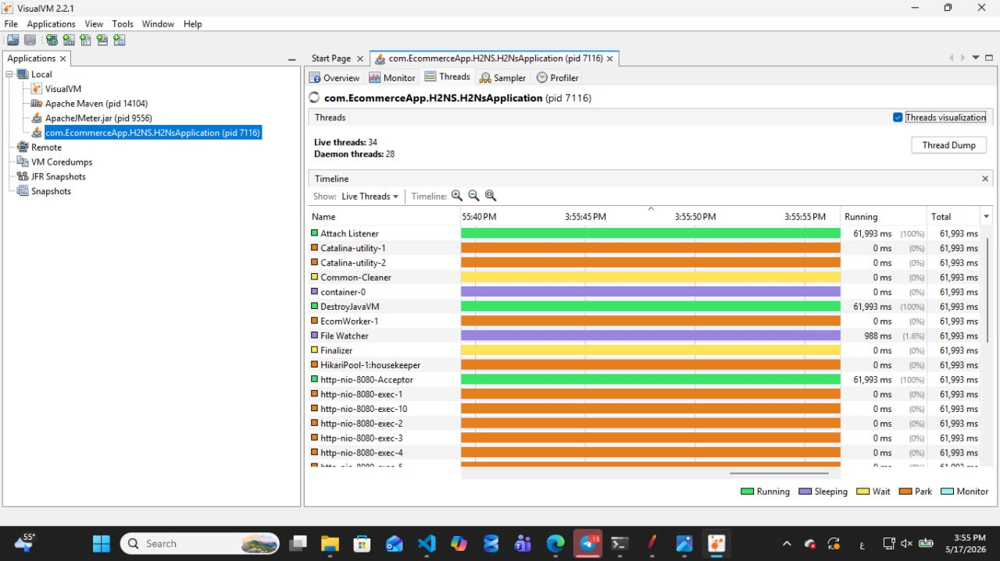 VisualVM 2.2.1
File Applications View Tools Window Help
Applications
Local
VisualVM
Apache Maven (pid 14104)
ApacheJMeter.jar (pid 9556)
com.EcommerceApp.H2NS.H2NsApplication (pid 7116)
Remote
VM Coredumps
JFR Snapshots
Snapshots
Start Page com.EcommerceApp.H2NS.H2NsApplication (pid 7116)
Overview Monitor Threads Sampler Profiler
com.EcommerceApp.H2NS.H2NsApplication (pid 7116)
Threads Threads visualization
Live threads: 34
Daemon threads: 28
Thread Dump
Timeline
Show: Live Threads Timeline:
Name 55:40 PM 3:55:45 PM 3:55:50 PM 3:55:55 PM Running Total
Attach Listener 61,993 ms (100%) 61,993 ms
Catalina-utility-1 0 ms (0%) 61,993 ms
Catalina-utility-2 0 ms (0%) 61,993 ms
Common-Cleaner 0 ms (0%) 61,993 ms
container-0 0 ms (0%) 61,993 ms
DestroyJavaVM 61,993 ms (100%) 61,993 ms
EcomWorker-1 0 ms (0%) 61,993 ms
File Watcher 988 ms (1.6%) 61,993 ms
Finalizer 0 ms (0%) 61,993 ms
HikariPool-1:housekeeper 0 ms (0%) 61,993 ms
http-nio-8080-Acceptor 61,993 ms (100%) 61,993 ms
http-nio-8080-exec-1 0 ms (0%) 61,993 ms
http-nio-8080-exec-10 0 ms (0%) 61,993 ms
http-nio-8080-exec-2 0 ms (0%) 61,993 ms
http-nio-8080-exec-3 0 ms (0%) 61,993 ms
http-nio-8080-exec-4 0 ms (0%) 61,993 ms
Running Sleeping Wait Park Monitor
55°
Search
15
ع
3:55 PM
5/17/2026